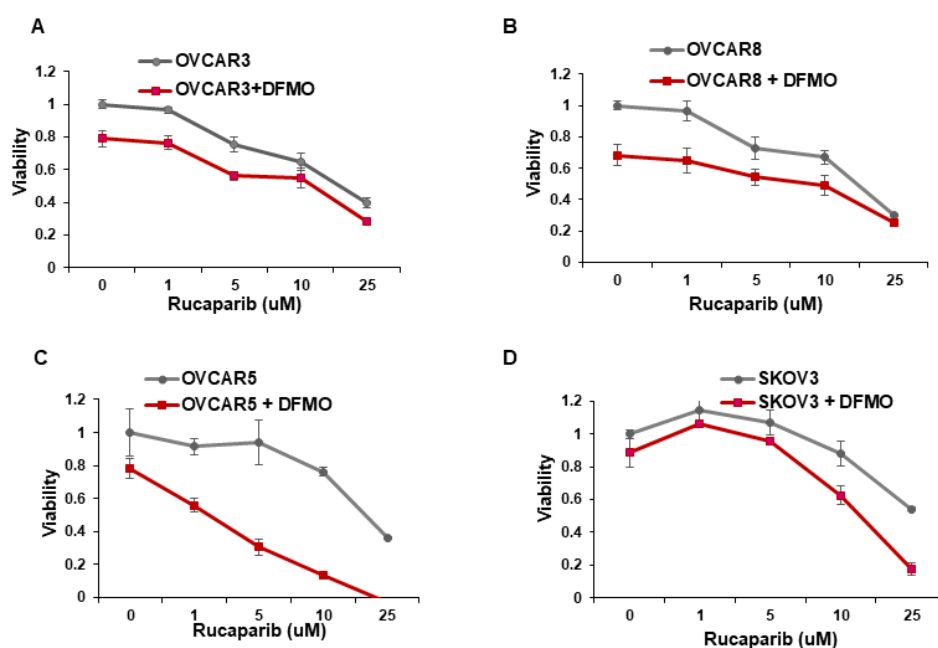 A
OVCAR3
OVCAR3+DFMO
1.2
1
0.8
0.6
0.4
0.2
0
Viability
0 1 5 10 25
Rucaparib (uM)
B
OVCAR8
OVCAR8 + DFMO
1.2
1
0.8
0.6
0.4
0.2
0
Viability
0 1 5 10 25
Rucaparib (uM)
C
OVCAR5
OVCAR5 + DFMO
1.2
1
0.8
0.6
0.4
0.2
0
Viability
0 1 5 10 25
Rucaparib (uM)
D
SKOV3
SKOV3 + DFMO
1.2
1
0.8
0.6
0.4
0.2
0
Viability
0 1 5 10 25
Rucaparib (uM)